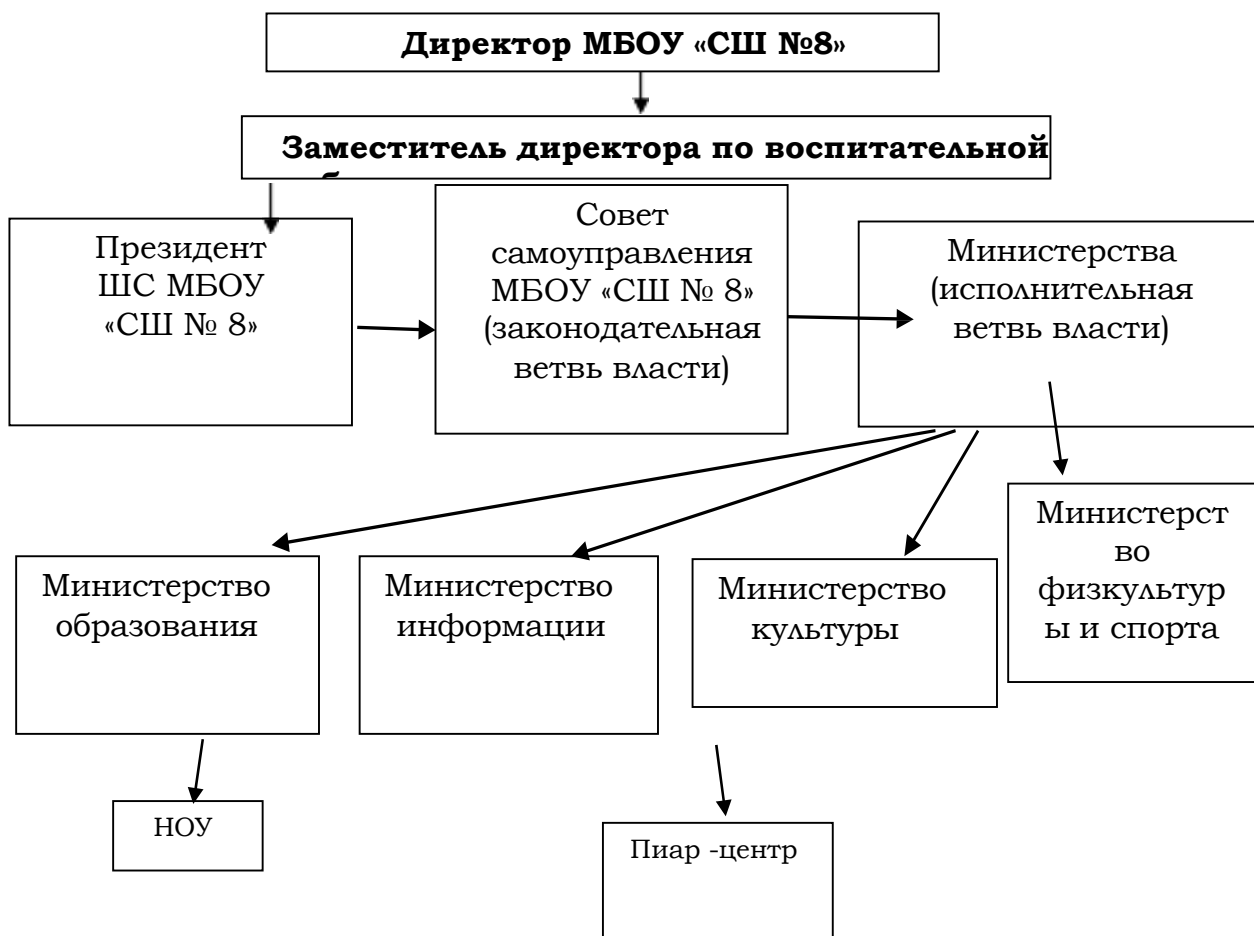 Директор МБОУ «СШ №8»
Заместитель директора по воспитательной
Президент
ШС МБОУ
«СШ № 8»
Совет
самоуправления
МБОУ «СШ № 8»
(законодательная
ветвь власти)
Министерства
(исполнительная
ветвь власти)
Министерство
образования
Министерство
информации
Министерство
культуры
Министерст
во
физкультур
ы и спорта
НОУ
Пиар -центр